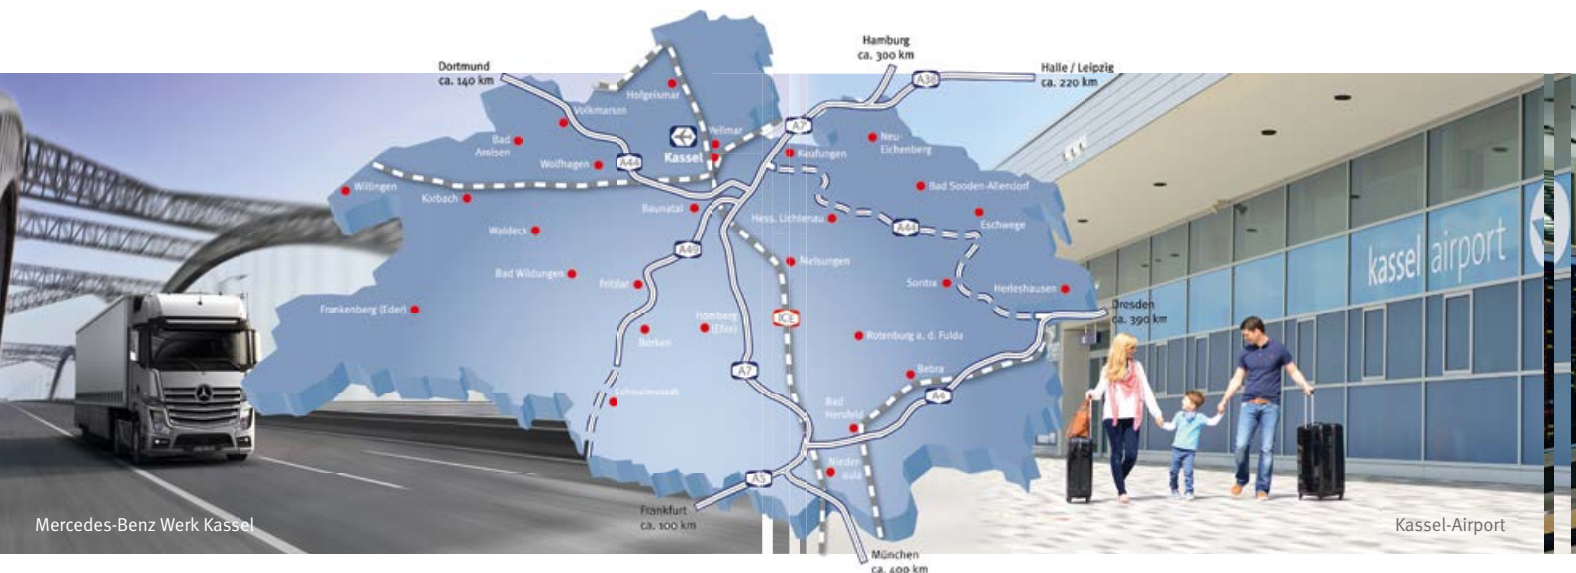 Hamburg
ca. 300 km
Dortmund
ca. 140 km
Halle / Leipzig
ca. 220 km
A38
Hofgeismar
Volkmarsen
A7
Vellmar
Bad
Arolsen
Neu-
Eichenberg
Kassel
Kaufungen
Wolfhagen
A44
Willingen
Korbach
Bad Sooden-Allendorf
Baunatal
Hess. Lichtenau
Eschwege
A44
Waldeck
A49
kassel airport
Melsungen
Bad Wildungen
Fritzlar
Sontra
Herleshausen
Frankenberg (Eder)
Dresden
ca. 390 km
Homberg
(Efze)
ICE
Borken
Rotenburg a. d. Fulda
A7
Bebra
Schwalmstadt
A4
Bad
Hersfeld
Nieder-
aula
A5
Frankfurt
ca. 100 km
Mercedes-Benz Werk Kassel
Kassel-Airport
München
ca. 400 km